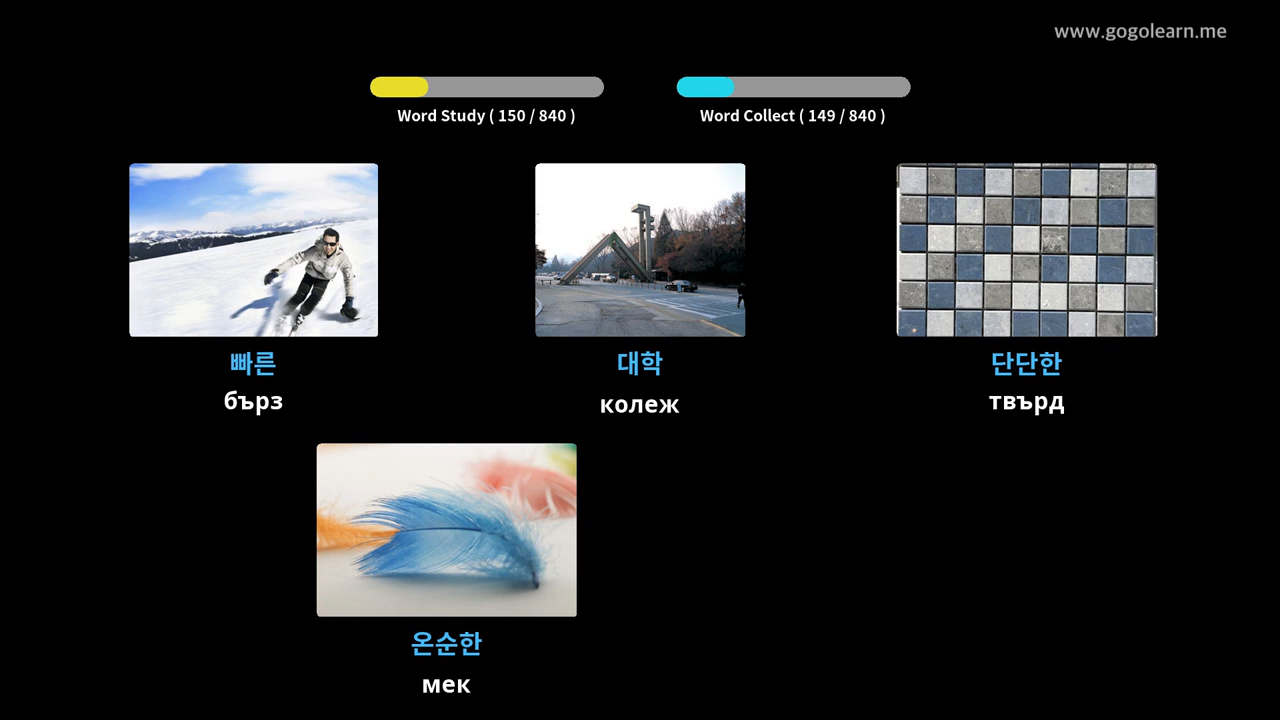 www.gogolearn.me
Word Study ( 150 / 840 )
Word Collect ( 149 / 840 )
빠른
бърз
대학
колеж
단단한
твърд
온순한
мек